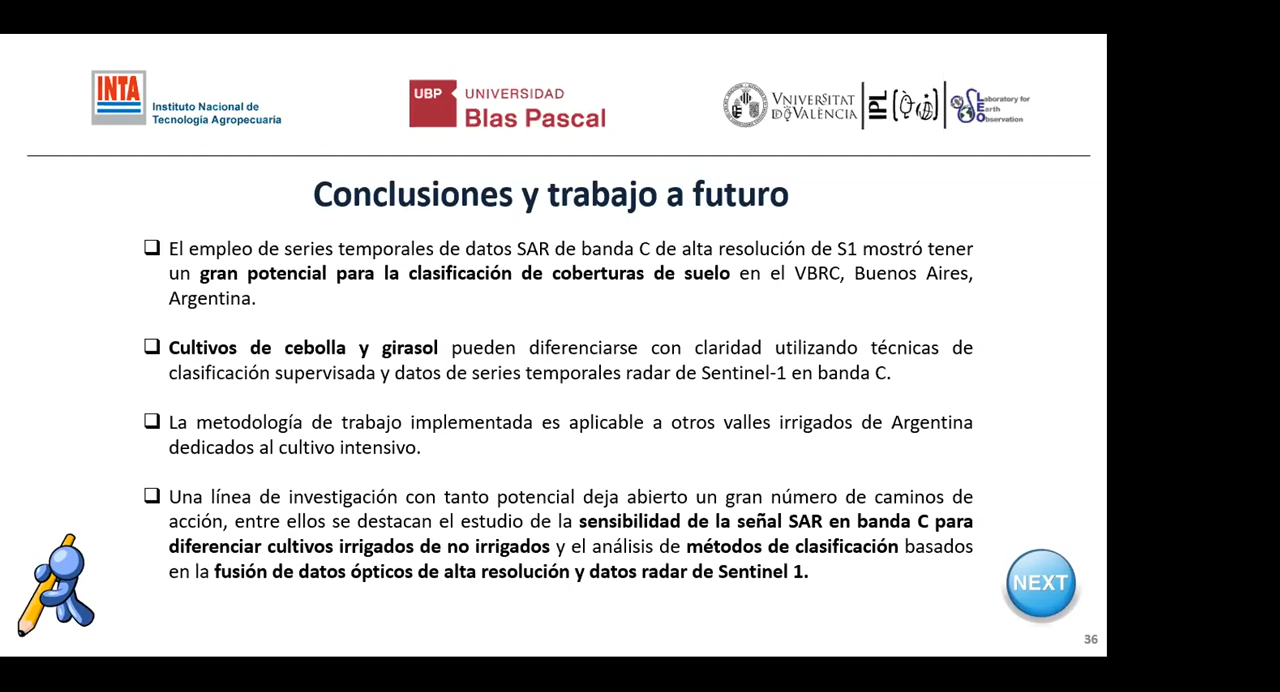 INTA
Instituto Nacional de
Tecnología Agropecuaria
UBP
UNIVERSIDAD
Blas Pascal
VNIVERSITAT
D VALÈNCIA
IPL
Laboratory for
Earth
Observation
Conclusiones y trabajo a futuro
El empleo de series temporales de datos SAR de banda C de alta resolución de S1 mostró tener
un gran potencial para la clasificación de coberturas de suelo en el VBRC, Buenos Aires,
Argentina.
Cultivos de cebolla y girasol pueden diferenciarse con claridad utilizando técnicas de
clasificación supervisada y datos de series temporales radar de Sentinel-1 en banda C.
La metodología de trabajo implementada es aplicable a otros valles irrigados de Argentina
dedicados al cultivo intensivo.
Una línea de investigación con tanto potencial deja abierto un gran número de caminos de
acción, entre ellos se destacan el estudio de la sensibilidad de la señal SAR en banda C para
diferenciar cultivos irrigados de no irrigados y el análisis de métodos de clasificación basados
en la fusión de datos ópticos de alta resolución y datos radar de Sentinel 1.
NEXT
36